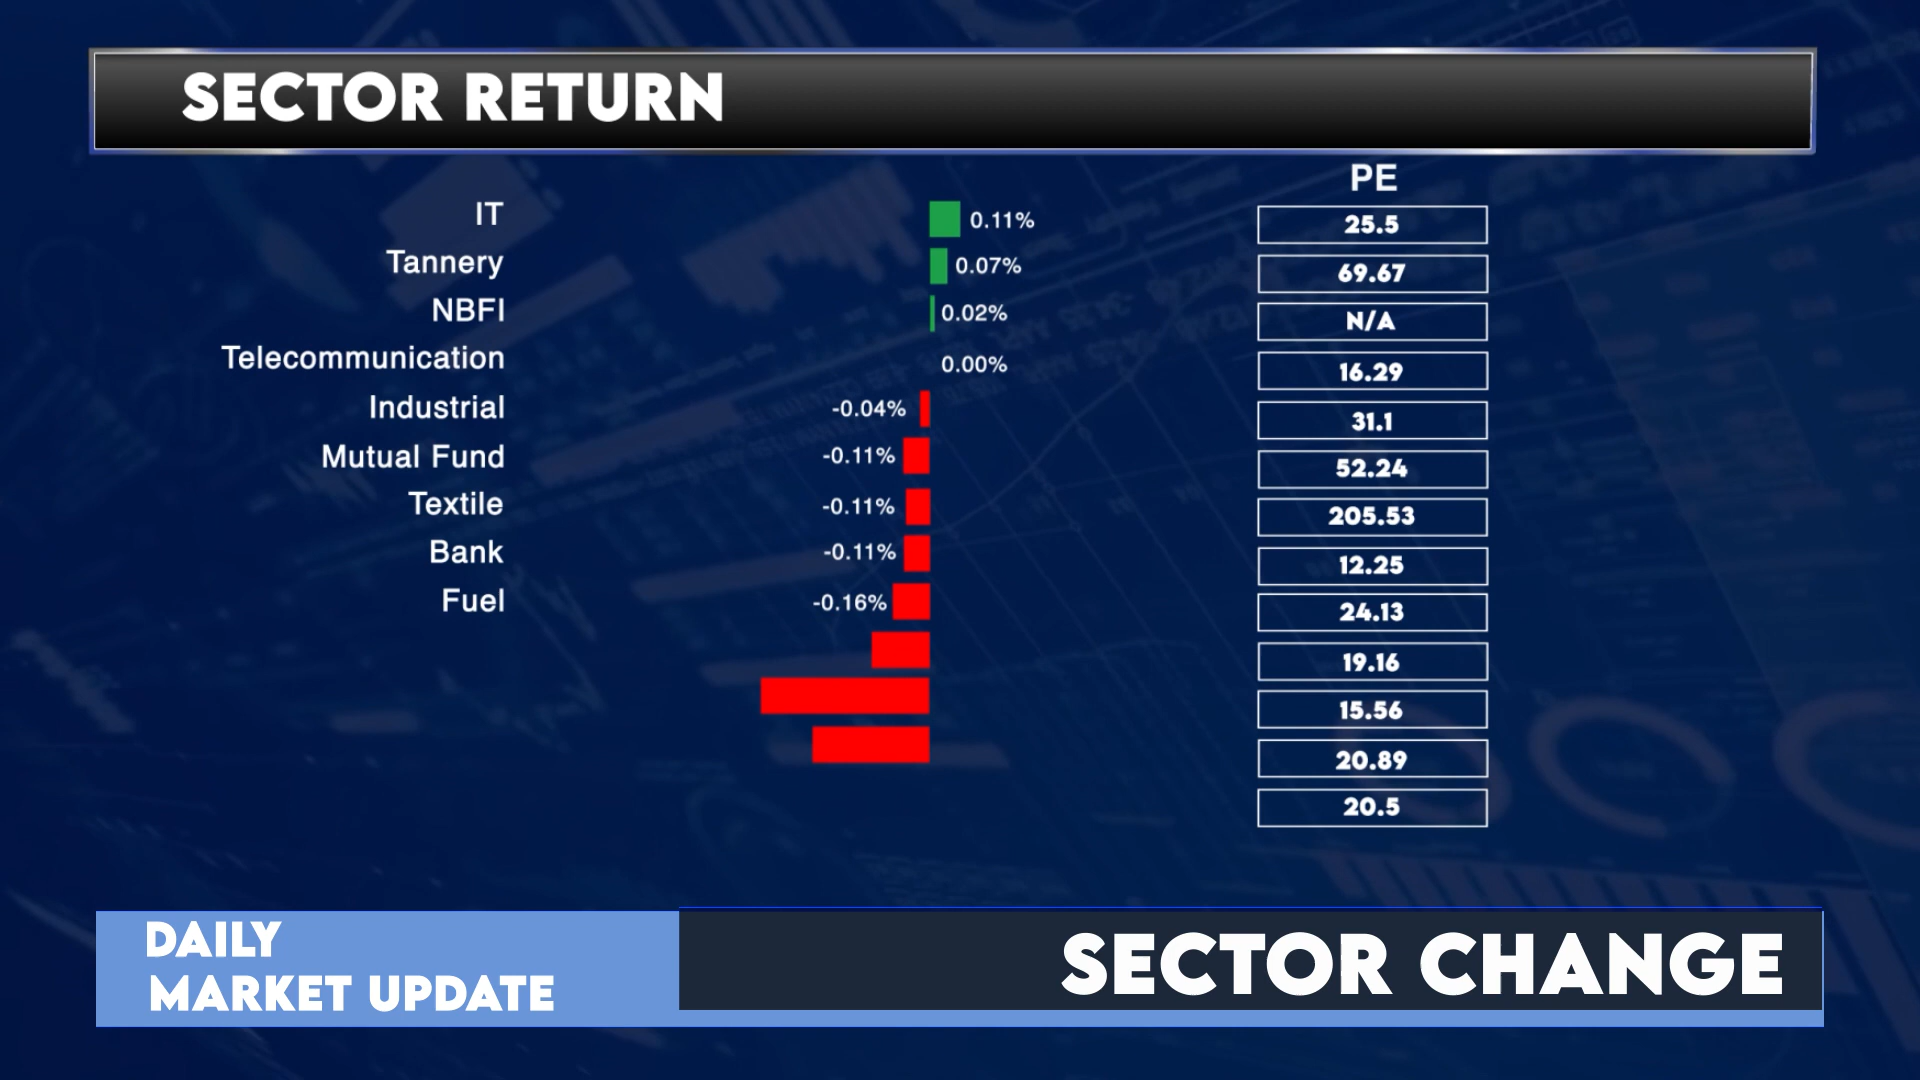 SECTOR RETURN
PE
IT 0.11% 25.5
Tannery 0.07% 69.67
NBFI 0.02% N/A
Telecommunication 0.00% 16.29
Industrial -0.04% 31.1
Mutual Fund -0.11% 52.24
Textile -0.11% 205.53
Bank -0.11% 12.25
Fuel -0.16% 24.13
19.16
15.56
20.89
20.5
DAILY
MARKET UPDATE
SECTOR CHANGE